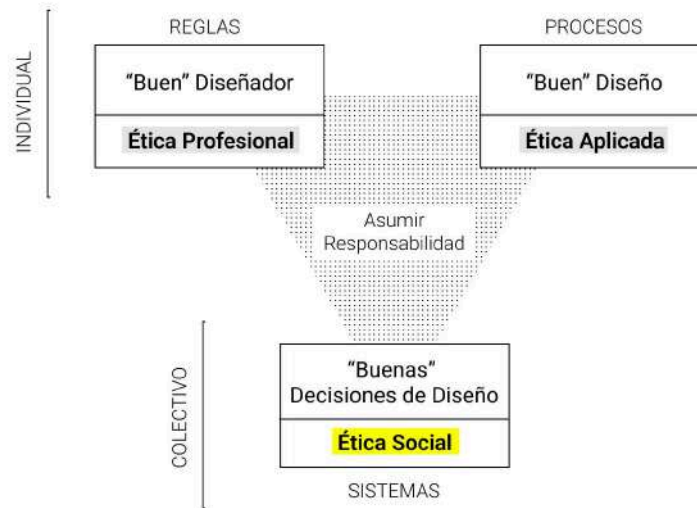 REGLAS
PROCESOS
INDIVIDUAL
“Buen” Diseñador
Ética Profesional
“Buen” Diseño
Ética Aplicada
Asumir
Responsabilidad
COLECTIVO
“Buenas”
Decisiones de Diseño
Ética Social
SISTEMAS